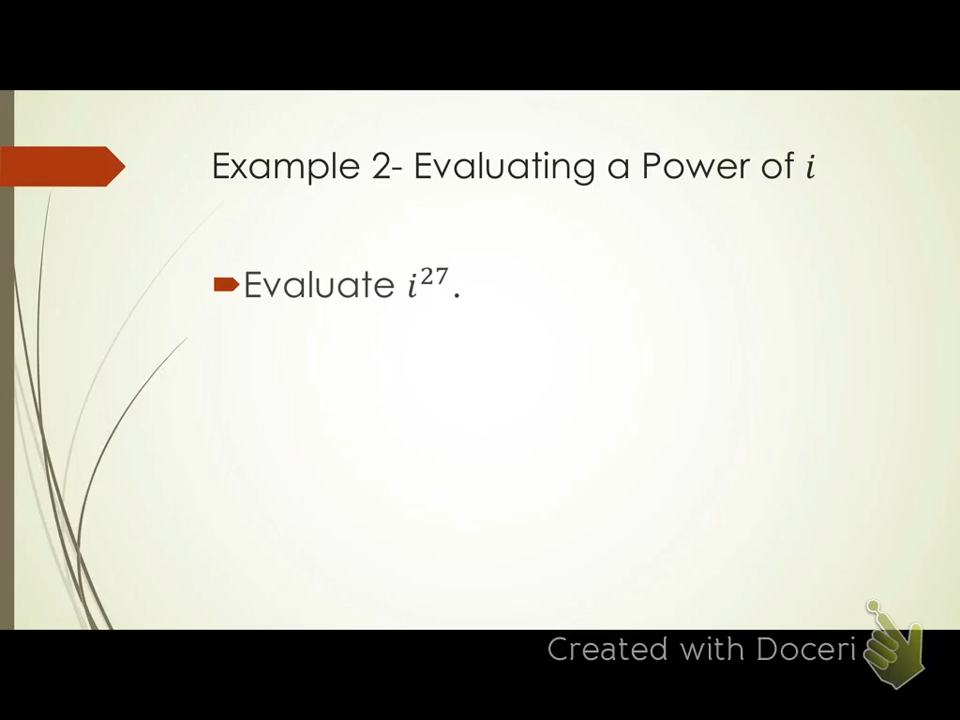 Example 2- Evaluating a Power of 𝑖
Evaluate 𝑖²⁷.
Created with Doceri